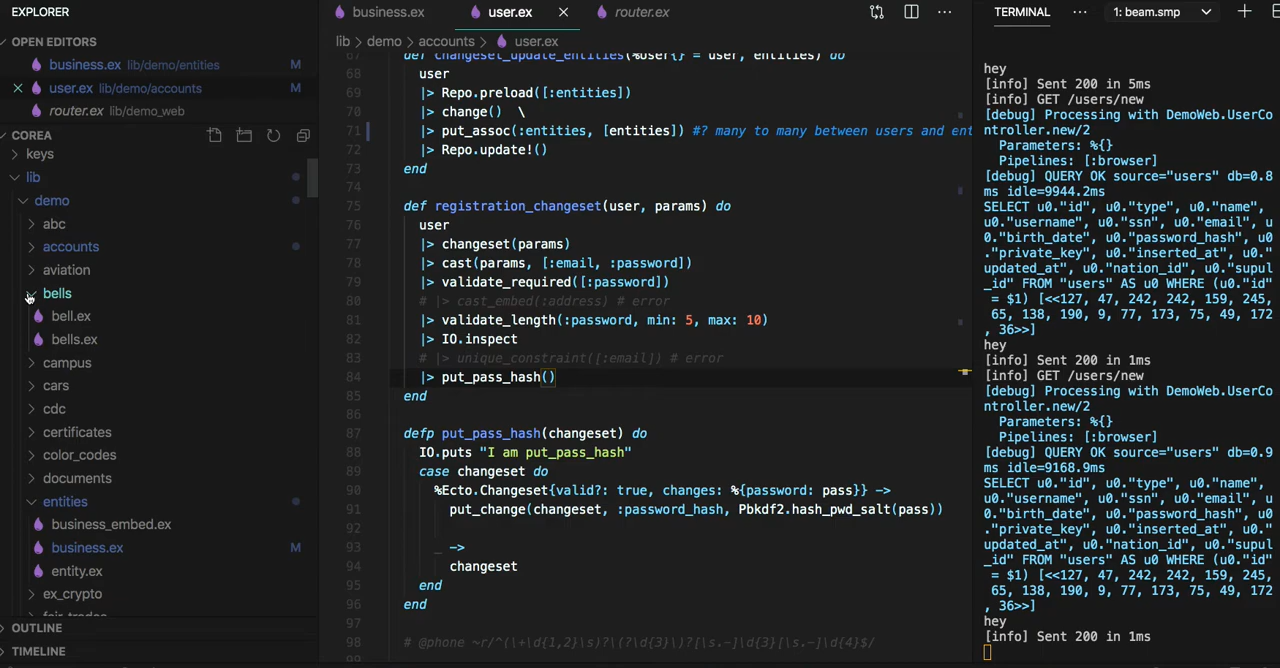 EXPLORER
OPEN EDITORS
business.ex lib/demo/entities M
user.ex lib/demo/accounts M
router.ex lib/demo_web
COREA
keys
lib
demo
abc
accounts
aviation
bells
bell.ex
bells.ex
campus
cars
cdc
certificates
color_codes
documents
entities
business_embed.ex
business.ex M
entity.ex
ex_crypto
fair_trades
OUTLINE
TIMELINE
business.ex user.ex router.ex
lib > demo > accounts > user.ex
67 def changeset_update_entities(%user{} = user, entities) do
68 user
69 |> Repo.preload([:entities])
70 |> change() \
71 |> put_assoc(:entities, [entities]) #? many to many between users and ent
72 |> Repo.update!()
73 end
74
75 def registration_changeset(user, params) do
76 user
77 |> changeset(params)
78 |> cast(params, [:email, :password])
79 |> validate_required([:password])
80 # |> cast_embed(:address) # error
81 |> validate_length(:password, min: 5, max: 10)
82 |> IO.inspect
83 # |> unique_constraint([:email]) # error
84 |> put_pass_hash()
85 end
86
87 defp put_pass_hash(changeset) do
88 IO.puts "I am put_pass_hash"
89 case changeset do
90 %Ecto.Changeset{valid?: true, changes: %{password: pass}} ->
91 put_change(changeset, :password_hash, Pbkdf2.hash_pwd_salt(pass))
92
93 _ ->
94 changeset
95 end
96 end
97
98 # @phone ~r/^(\+\d{1,2}\s)?\(?\d{3}\)?[\s.-]\d{3}[\s.-]\d{4}$/
99
TERMINAL 1: beam.smp
hey
[info] Sent 200 in 5ms
[info] GET /users/new
[debug] Processing with DemoWeb.UserCo
ntroller.new/2
Parameters: %{}
Pipelines: [:browser]
[debug] QUERY OK source="users" db=0.8
ms idle=9944.2ms
SELECT u0."id", u0."type", u0."name",
u0."username", u0."ssn", u0."email", u
0."birth_date", u0."password_hash", u0
."private_key", u0."inserted_at", u0."
updated_at", u0."nation_id", u0."supul
_id" FROM "users" AS u0 WHERE (u0."id"
= $1) [<<127, 47, 242, 242, 159, 245,
65, 138, 190, 9, 77, 173, 75, 49, 172
, 36>>]
hey
[info] Sent 200 in 1ms
[info] GET /users/new
[debug] Processing with DemoWeb.UserCo
ntroller.new/2
Parameters: %{}
Pipelines: [:browser]
[debug] QUERY OK source="users" db=0.9
ms idle=9168.9ms
SELECT u0."id", u0."type", u0."name",
u0."username", u0."ssn", u0."email", u
0."birth_date", u0."password_hash", u0
."private_key", u0."inserted_at", u0."
updated_at", u0."nation_id", u0."supul
_id" FROM "users" AS u0 WHERE (u0."id"
= $1) [<<127, 47, 242, 242, 159, 245,
65, 138, 190, 9, 77, 173, 75, 49, 172
, 36>>]
hey
[info] Sent 200 in 1ms